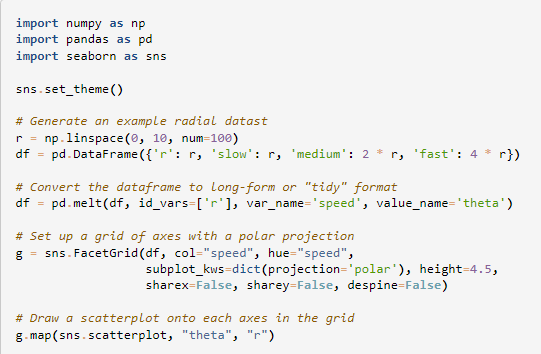 import numpy as np
import pandas as pd
import seaborn as sns
sns.set_theme()
# Generate an example radial datast
r = np.linspace(0, 10, num=100)
df = pd.DataFrame({'r': r, 'slow': r, 'medium': 2 * r, 'fast': 4 * r})
# Convert the dataframe to long-form or "tidy" format
df = pd.melt(df, id_vars=['r'], var_name='speed', value_name='theta')
# Set up a grid of axes with a polar projection
g = sns.FacetGrid(df, col="speed", hue="speed",
subplot_kws=dict(projection='polar'), height=4.5,
sharex=False, sharey=False, despine=False)
# Draw a scatterplot onto each axes in the grid
g.map(sns.scatterplot, "theta", "r")